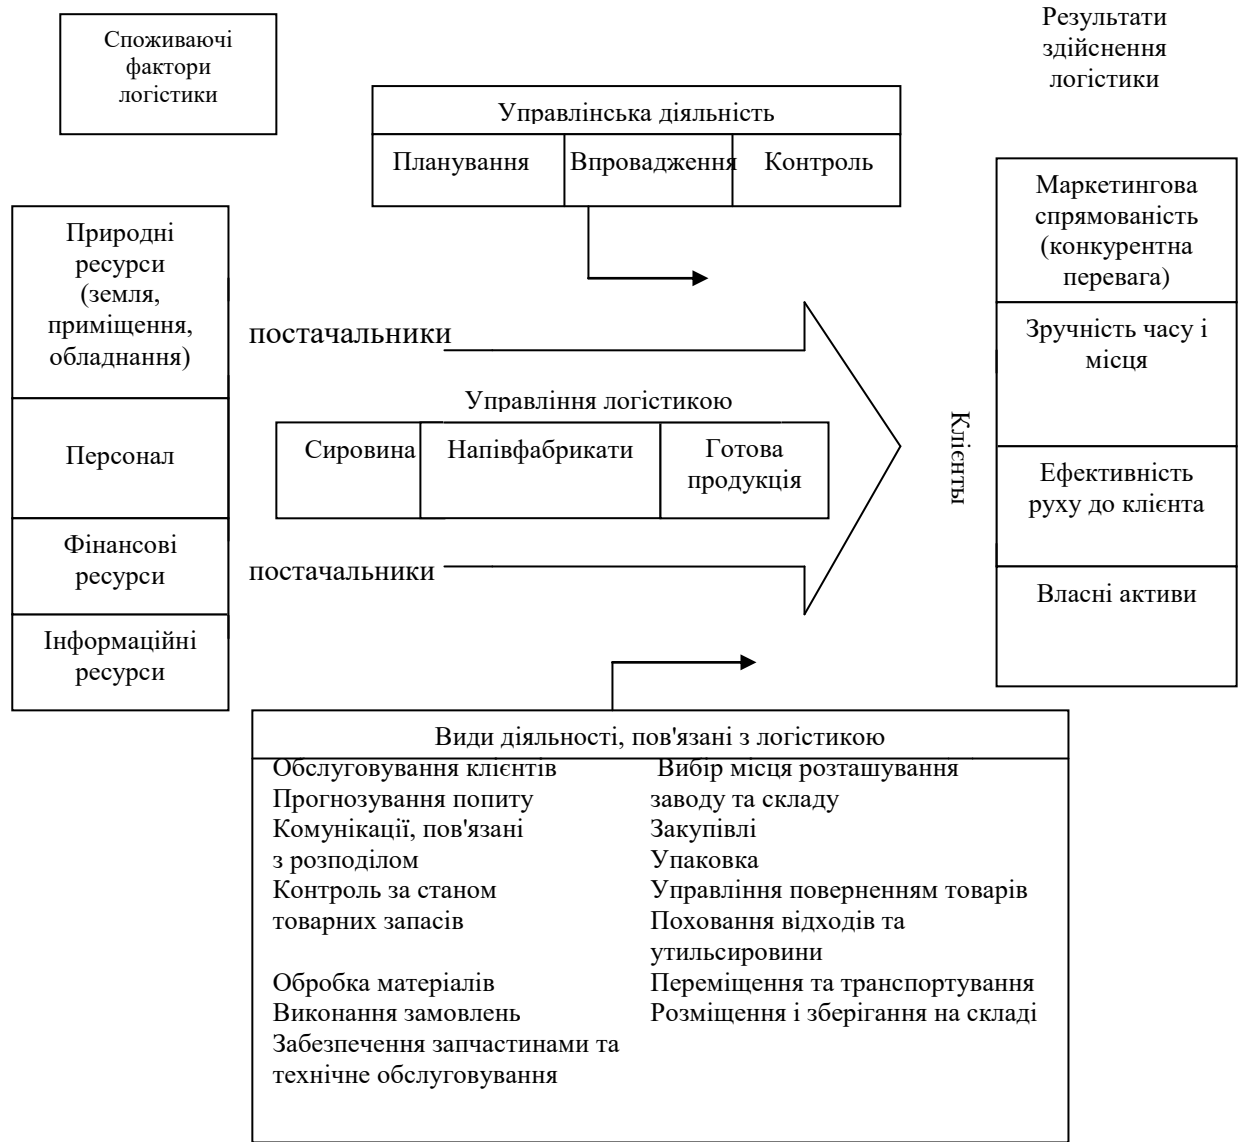 Споживаючі
фактори
логістики
Результати
здійснення
логістики
Управлінська діяльність
Планування
Впровадження
Контроль
Природні
ресурси
(земля,
приміщення,
обладнання)
Персонал
Фінансові
ресурси
Інформаційні
ресурси
постачальники
Управління логістикою
Сировина
Напівфабрикати
Готова
продукція
постачальники
Клієнты
Маркетингова
спрямованість
(конкурентна
перевага)
Зручність часу і
місця
Ефективність
руху до клієнта
Власні активи
Види діяльності, пов'язані з логістикою
Обслуговування клієнтів
Прогнозування попиту
Комунікації, пов'язані
з розподілом
Контроль за станом
товарних запасів
Обробка матеріалів
Виконання замовлень
Забезпечення запчастинами та
технічне обслуговування
Вибір місця розташування
заводу та складу
Закупівлі
Упаковка
Управління поверненням товарів
Поховання відходів та
утильсировини
Переміщення та транспортування
Розміщення і зберігання на складі